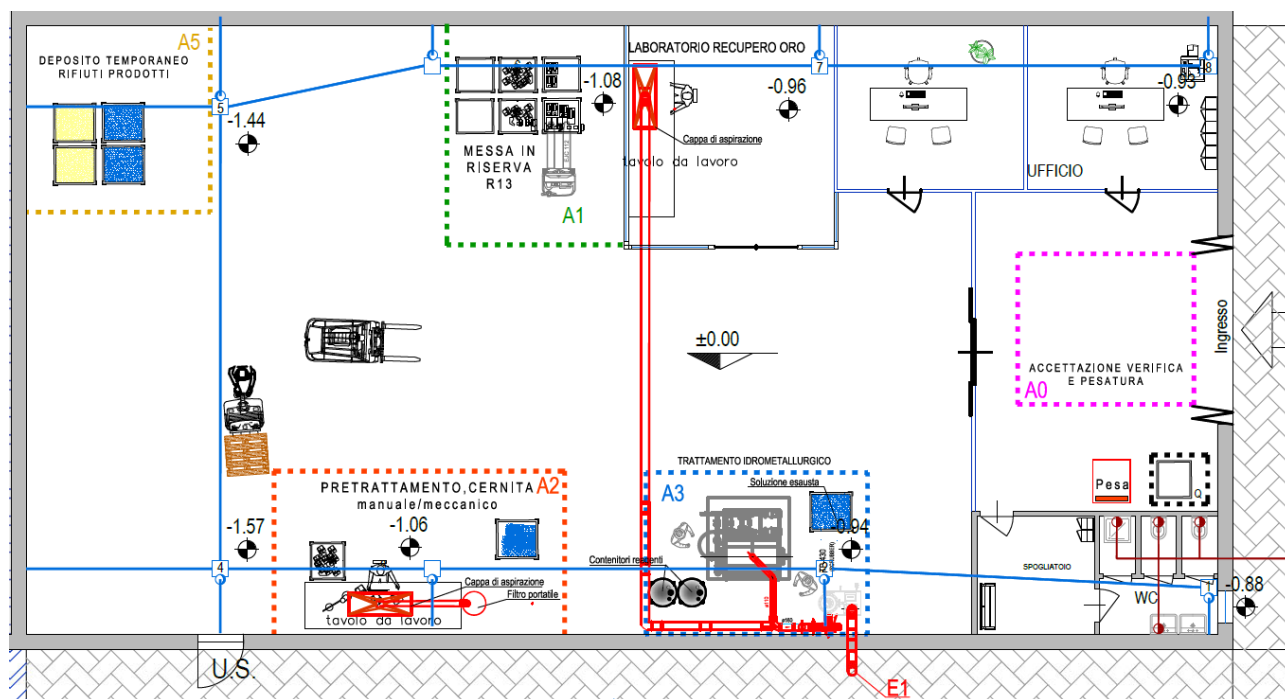 A5
DEPOSITO TEMPORANEO
RIFIUTI PRODOTTI
5
-1.44
-1.08
MESSA IN
RISERVA
R13
A1
LABORATORIO RECUPERO ORO
7
-0.96
Cappa di aspirazione
tavolo da lavoro
8
-0.93
UFFICIO
±0.00
Ingresso
ACCETTAZIONE VERIFICA
E PESATURA
A0
Pesa
Q
PRETRATTAMENTO,CERNITA
A2
manuale/meccanico
-1.57
-1.06
4
Cappa di aspirazione
Filtro portatile
tavolo da lavoro
TRATTAMENTO IDROMETALLURGICO
A3
Soluzione esausta
-0.94
Contenitori reagenti
SPOGLIATOIO
WC
1
-0.88
U.S.
E1